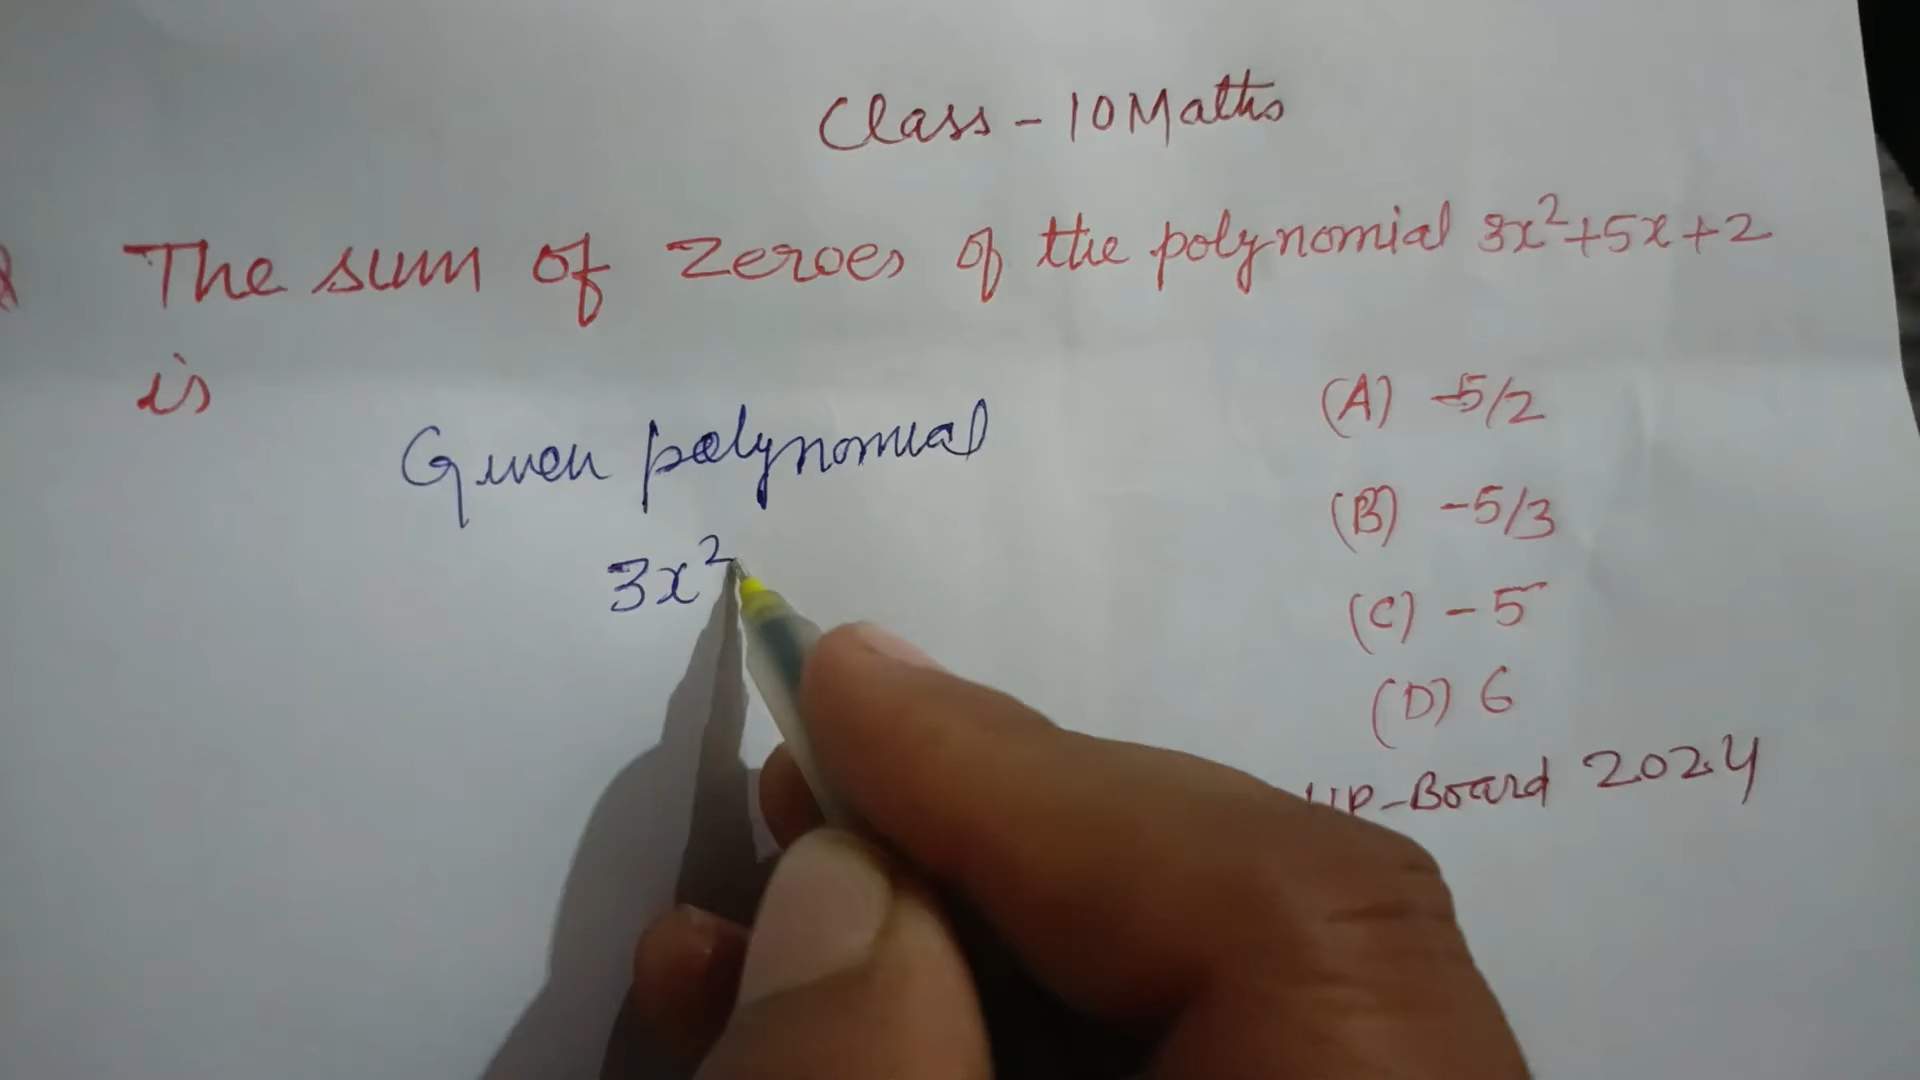 Class - 10 Maths
The sum of zeroes of the polynomial 3x²+5x+2
is
Given polynomial
3x²
(A) -5/2
(B) -5/3
(C) -5
(D) 6
UP-Board 2024